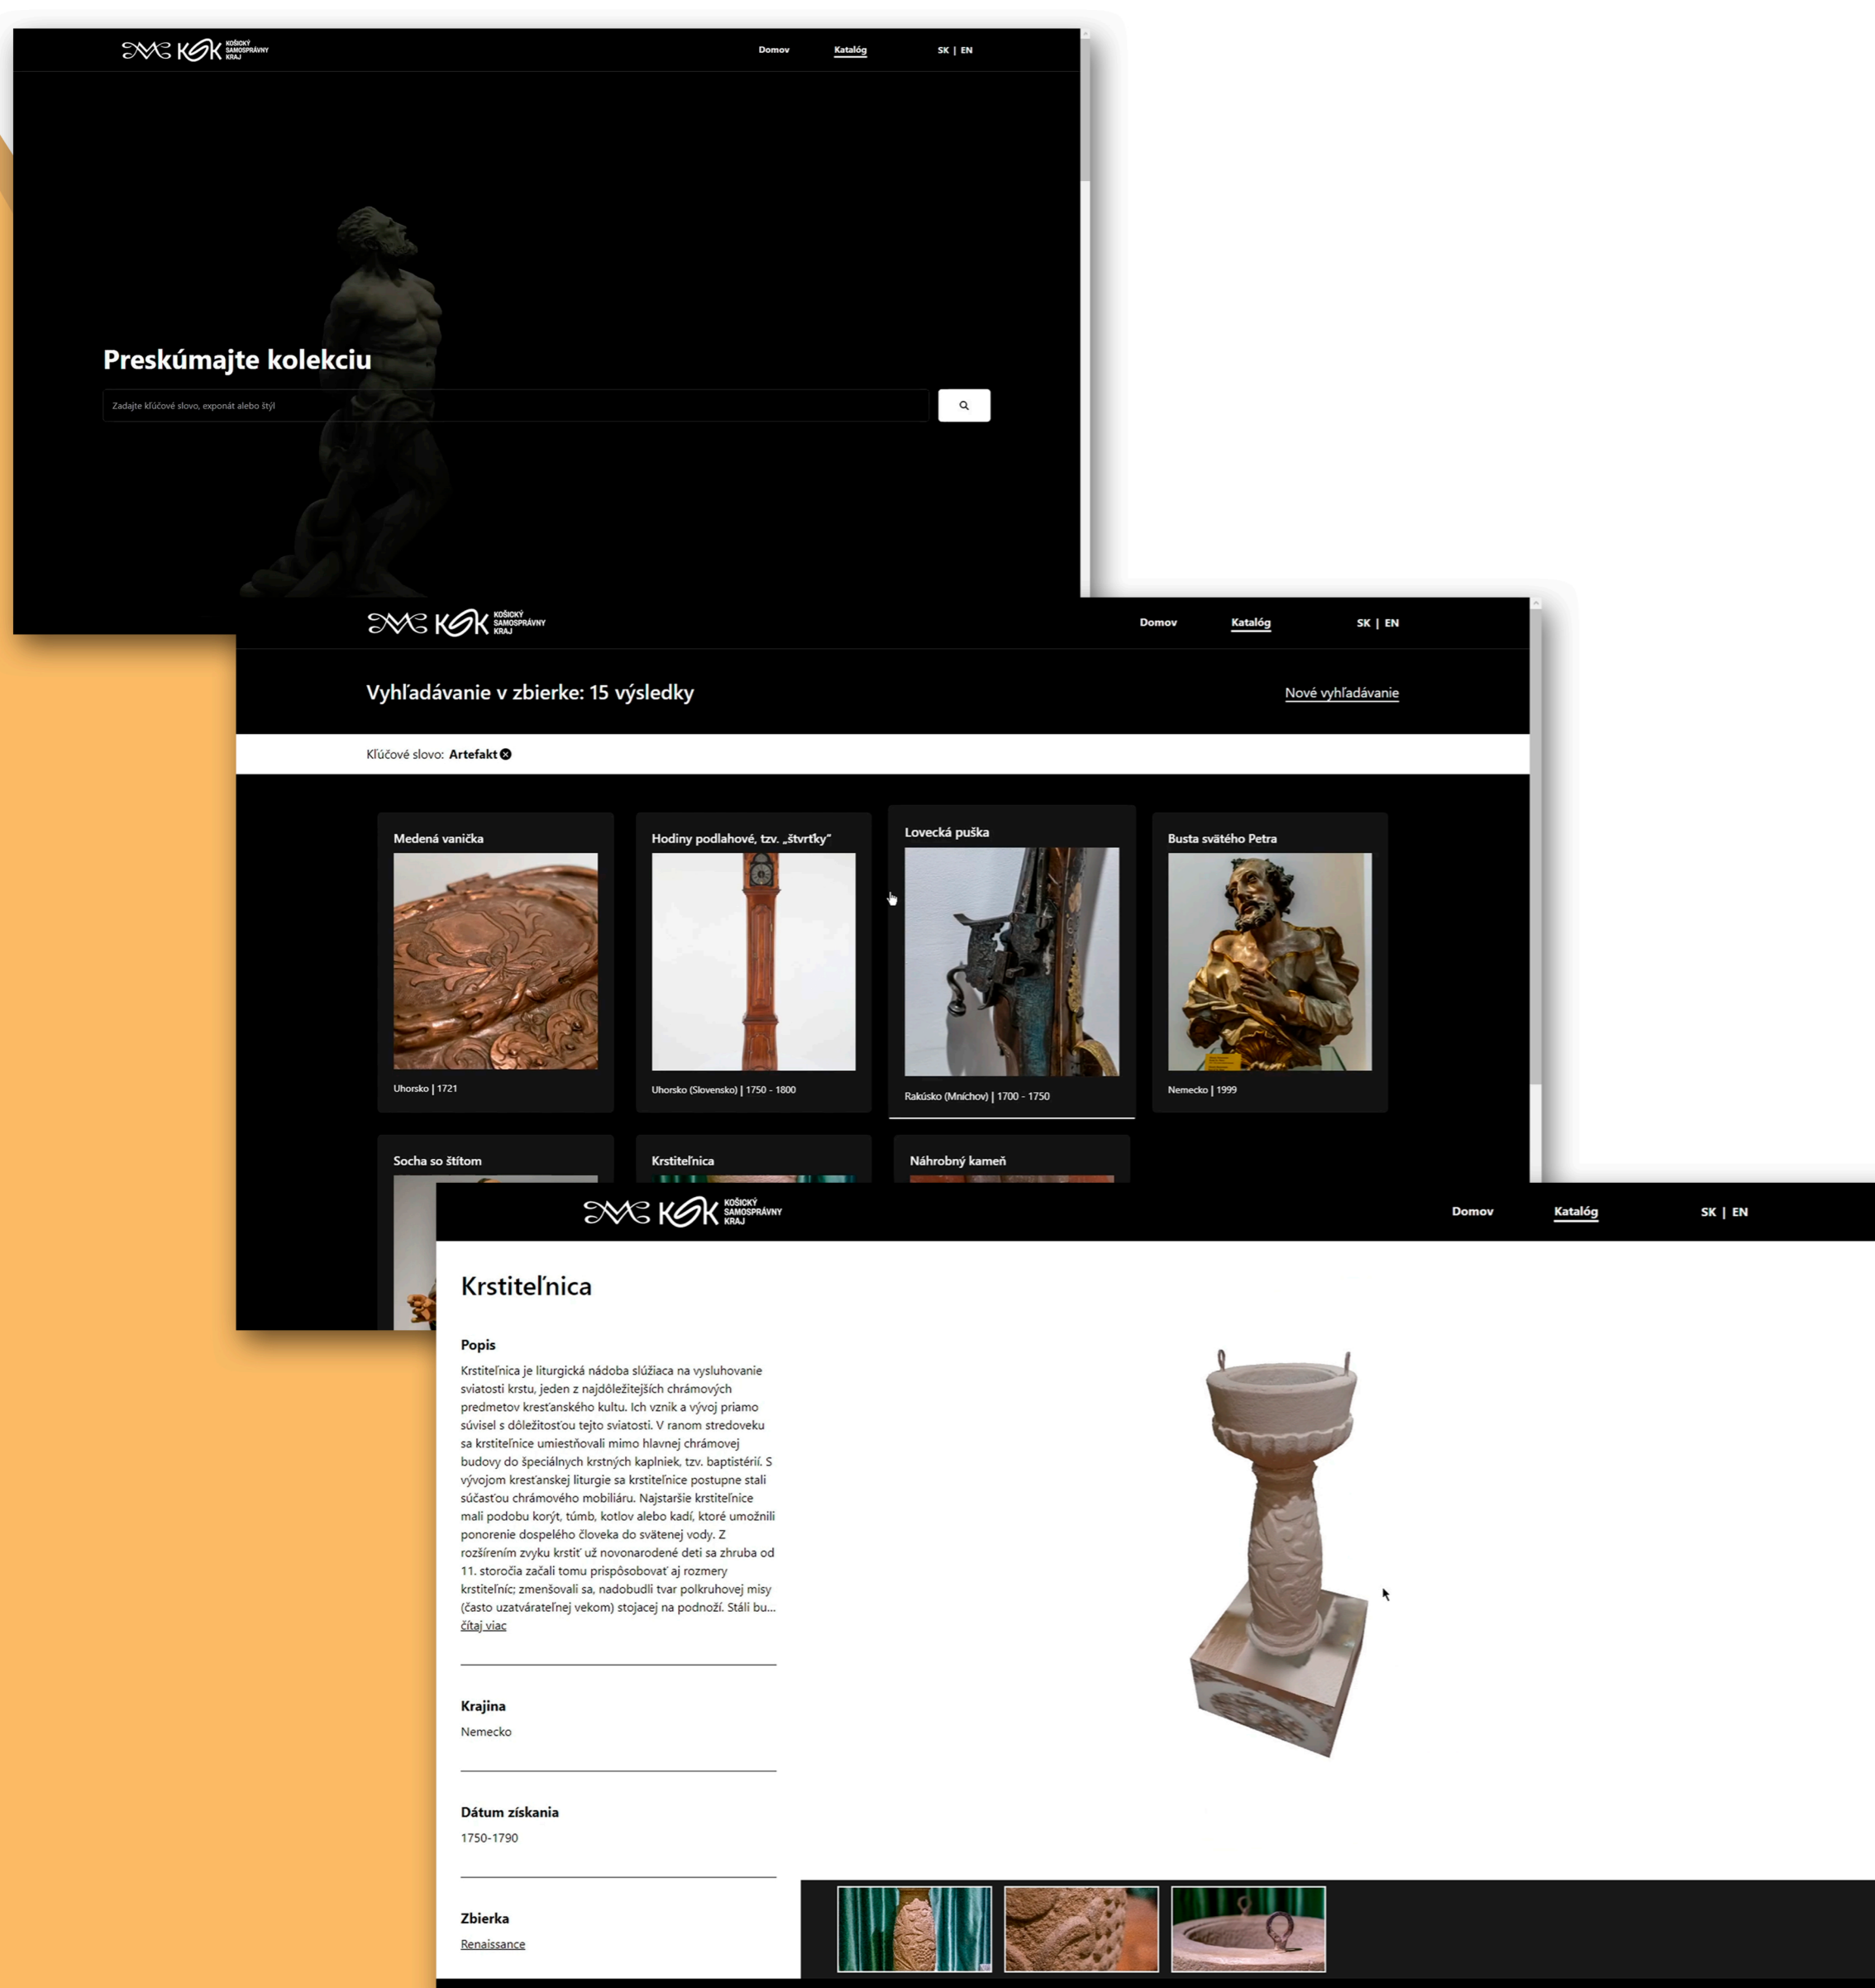 KSK KOŠICKÝ
SAMOSPRÁVNY
KRAJ
Domov
Katalóg
SK | EN
Preskúmajte kolekciu
Zadajte kľúčové slovo, exponát alebo štýl
KSK KOŠICKÝ
SAMOSPRÁVNY
KRAJ
Domov
Katalóg
SK | EN
Vyhľadávanie v zbierke: 15 výsledky
Nové vyhľadávanie
Kľúčové slovo: Artefakt
Medená vanička
Uhorsko | 1721
Hodiny podlahové, tzv. „štvrťky”
Uhorsko (Slovensko) | 1750 - 1800
Lovecká puška
Rakúsko (Mníchov) | 1700 - 1750
Busta svätého Petra
Nemecko | 1999
Socha so štítom
Krstiteľnica
Náhrobný kameň
KSK KOŠICKÝ
SAMOSPRÁVNY
KRAJ
Domov
Katalóg
SK | EN
Krstiteľnica
Popis
Krstiteľnica je liturgická nádoba slúžiaca na vysluhovanie
sviatosti krstu, jeden z najdôležitejších chrámových
predmetov kresťanského kultu. Ich vznik a vývoj priamo
súvisel s dôležitosťou tejto sviatosti. V ranom stredoveku
sa krstiteľnice umiestňovali mimo hlavnej chrámovej
budovy do špeciálnych krstných kaplniek, tzv. baptistérií. S
vývojom kresťanskej liturgie sa krstiteľnice postupne stali
súčasťou chrámového mobiliáru. Najstaršie krstiteľnice
mali podobu korýt, túmb, kotlov alebo kadí, ktoré umožnili
ponorenie dospelého človeka do svätenej vody. Z
rozšírením zvyku krstiť už novonarodené deti sa zhruba od
11. storočia začali tomu prispôsobovať aj rozmery
krstiteľníc; zmenšovali sa, nadobudli tvar polkruhovej misy
(často uzatvárateľnej vekom) stojacej na podnoží. Stáli bu...
čítaj viac
Krajina
Nemecko
Dátum získania
1750-1790
Zbierka
Renaissance